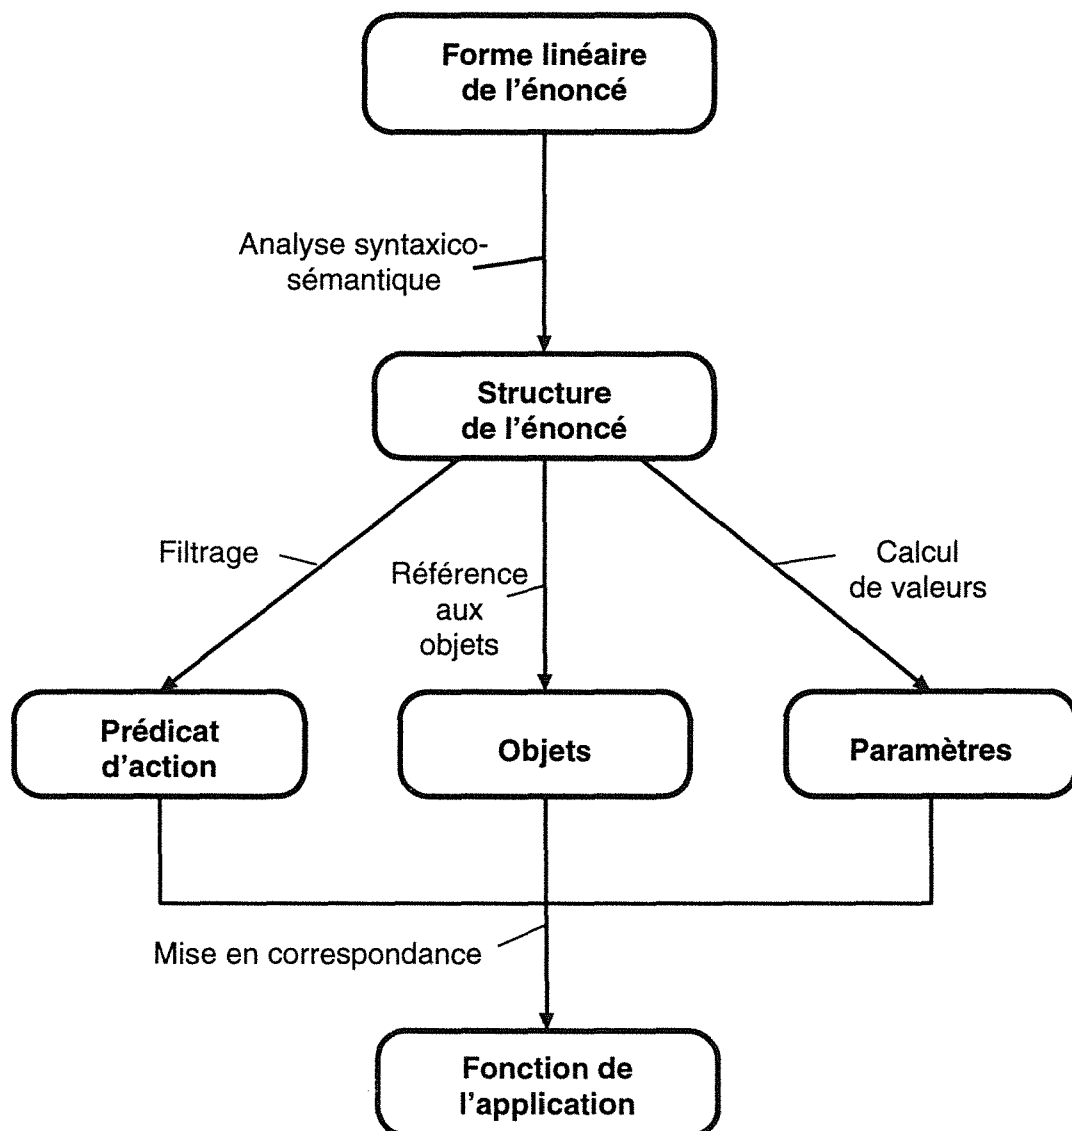 Forme linéaire
de l'énoncé
Analyse syntaxico-
sémantique
Structure
de l'énoncé
Filtrage
Référence
aux
objets
Calcul
de valeurs
Prédicat
d'action
Objets
Paramètres
Mise en correspondance
Fonction de
l'application